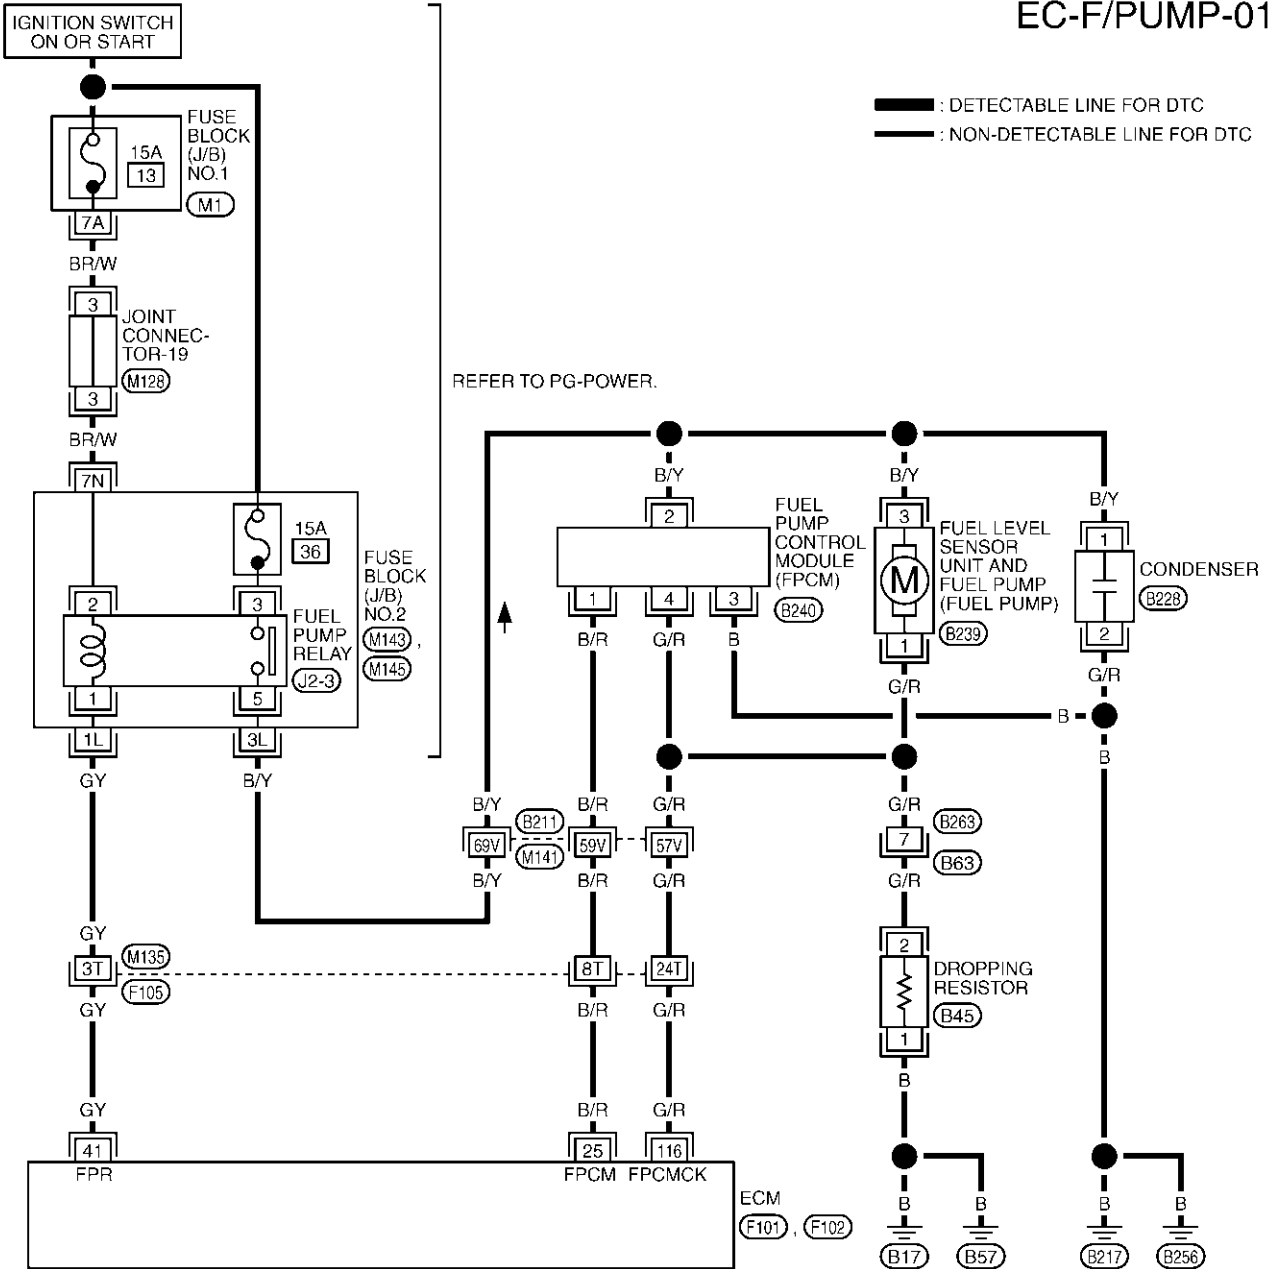 EC-F/PUMP-01
IGNITION SWITCH
ON OR START
: DETECTABLE LINE FOR DTC
: NON-DETECTABLE LINE FOR DTC
FUSE
BLOCK
(J/B)
NO.1
M1
15A
13
7A
BR/W
3
JOINT
CONNEC-
TOR-19
M128
3
BR/W
7N
REFER TO PG-POWER.
15A
36
FUSE
BLOCK
(J/B)
NO.2
M143 ,
M145
2
3
FUEL
PUMP
RELAY
J2-3
1
5
1L
3L
GY
B/Y
B/Y
B/Y
B/Y
2
FUEL
PUMP
CONTROL
MODULE
(FPCM)
B240
1
4
3
B/R
G/R
B
3
M
FUEL LEVEL
SENSOR
UNIT AND
FUEL PUMP
(FUEL PUMP)
B239
1
G/R
1
CONDENSER
B228
2
G/R
B
B
B/Y
B/R
G/R
G/R
B211
M141
69V
59V
57V
B/Y
B/R
G/R
B263
7
B63
G/R
GY
M135
3T
F105
8T
24T
GY
B/R
G/R
2
DROPPING
RESISTOR
B45
1
B
GY
B/R
G/R
41
25
116
FPR
FPCM
FPCMCK
ECM
F101 , F102
B
B
B
B
B17
B57
B217
B256